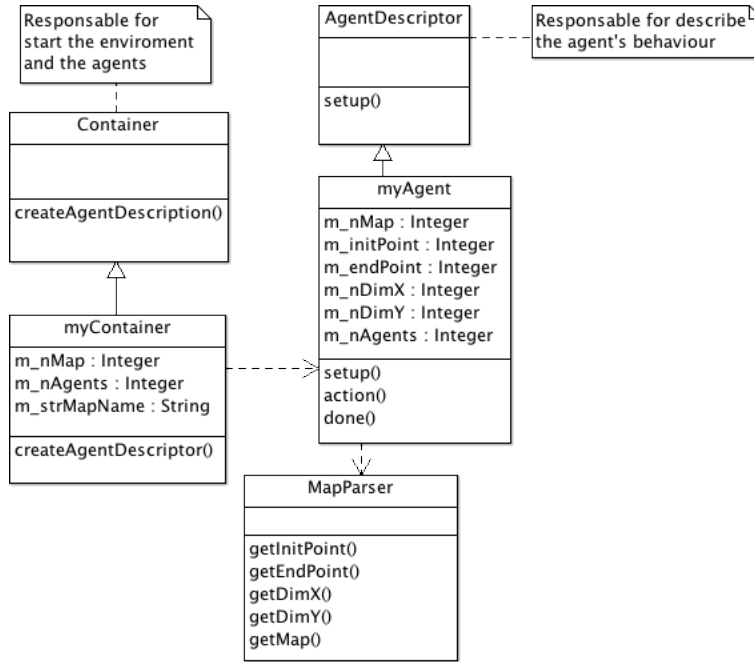 Responsable for
start the enviroment
and the agents
Container
createAgentDescription()
myContainer
m_nMap : Integer
m_nAgents : Integer
m_strMapName : String
createAgentDescriptor()
AgentDescriptor
setup()
Responsable for describe
the agent's behaviour
myAgent
m_nMap : Integer
m_initPoint : Integer
m_endPoint : Integer
m_nDimX : Integer
m_nDimY : Integer
m_nAgents : Integer
setup()
action()
done()
MapParser
getInitPoint()
getEndPoint()
getDimX()
getDimY()
getMap()